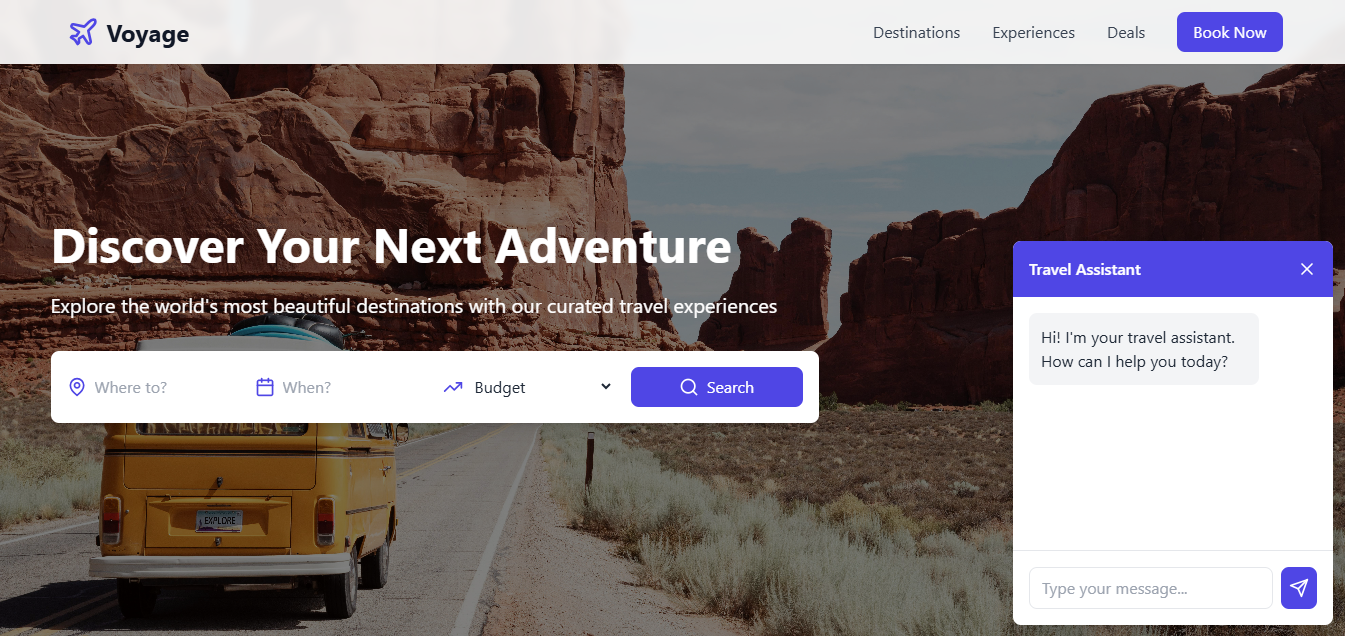 Voyage
Destinations
Experiences
Deals
Book Now
Discover Your Next Adventure
Explore the world's most beautiful destinations with our curated travel experiences
Where to?
When?
Budget
Search
EXPLORE
Travel Assistant
Hi! I'm your travel assistant.
How can I help you today?
Type your message...